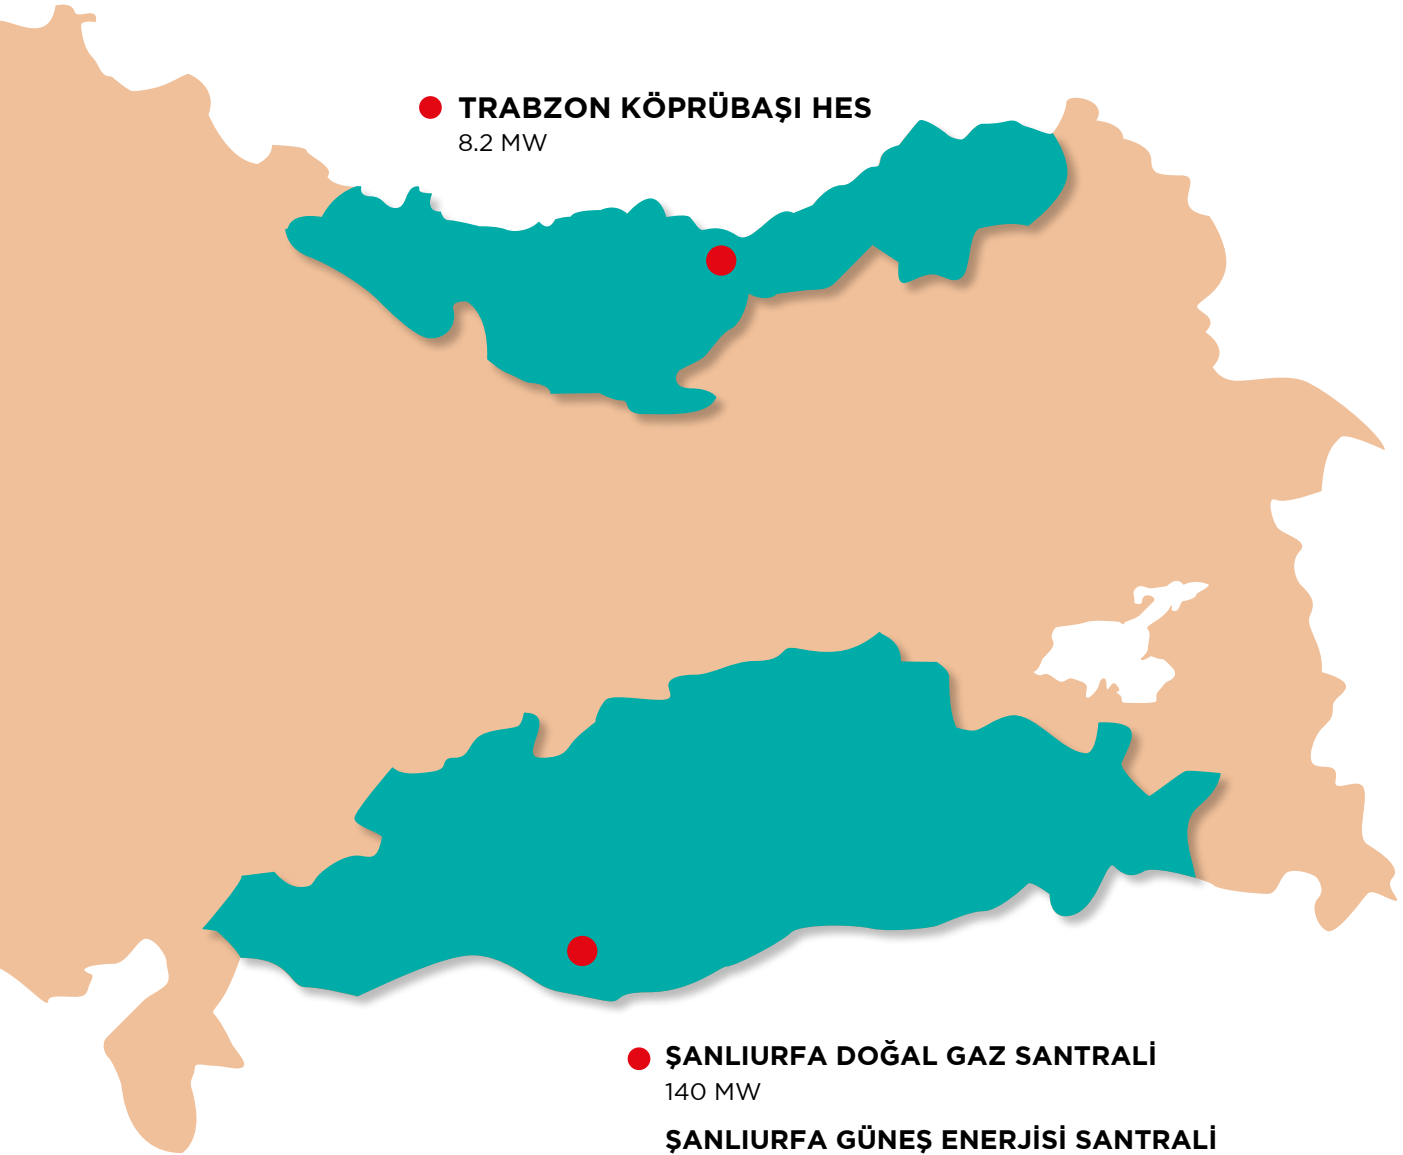 TRABZON KÖPRÜBAŞI HES
8.2 MW
ŞANLIURFA DOĞAL GAZ SANTRALİ
140 MW
ŞANLIURFA GÜNEŞ ENERJİSİ SANTRALİ